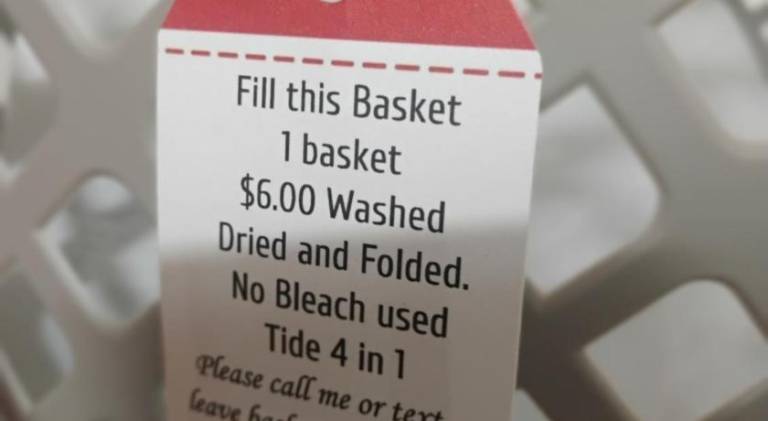 Fill this Basket
1 basket
$6.00 Washed
Dried and Folded.
No Bleach used
Tide 4 in 1
Please call me or text
leave